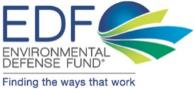 EDF
ENVIRONMENTAL
DEFENSE FUND®
Finding the ways that work